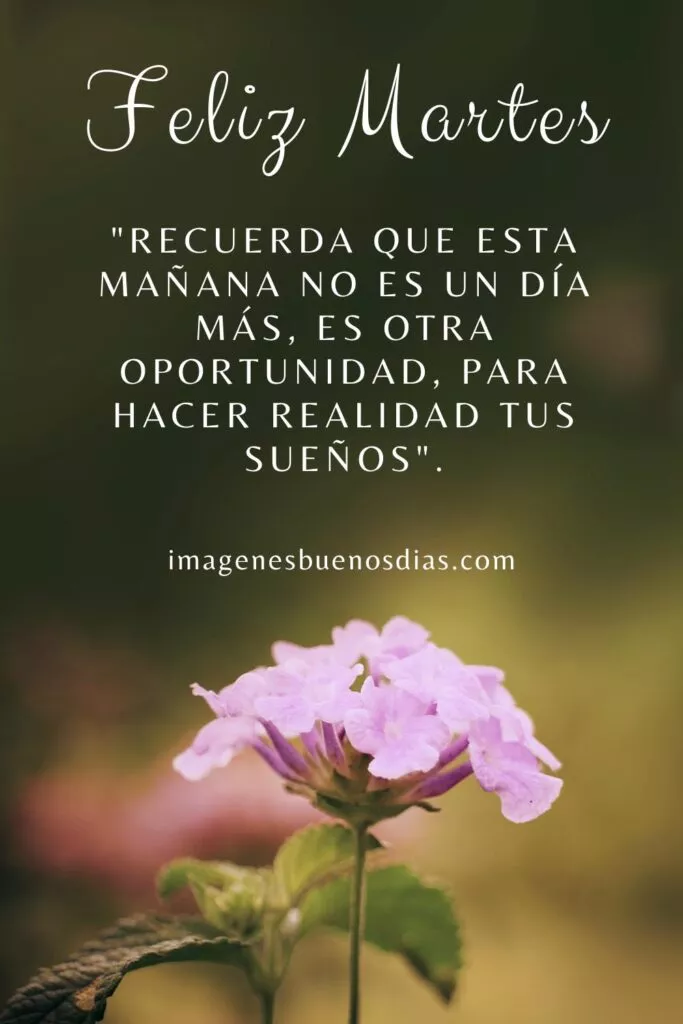 Feliz Martes
"RECUERDA QUE ESTA
MAÑANA NO ES UN DÍA
MÁS, ES OTRA
OPORTUNIDAD, PARA
HACER REALIDAD TUS
SUEÑOS".
imagenesbuenosdias.com